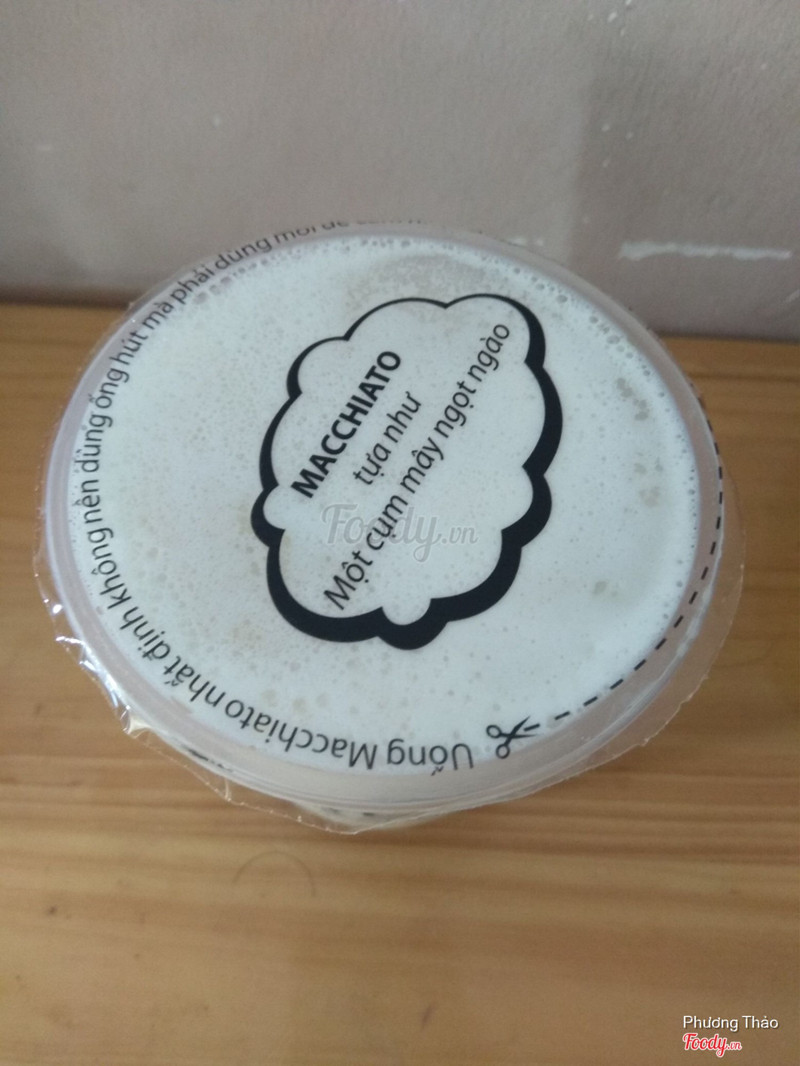 MACCHIATO
tựa như
Một cụm mây ngọt ngào
Uống Macchiato nhất định không nên dùng ống hút mà phải dùng môi để
Foody.vn
Phương Thảo
Foody.vn